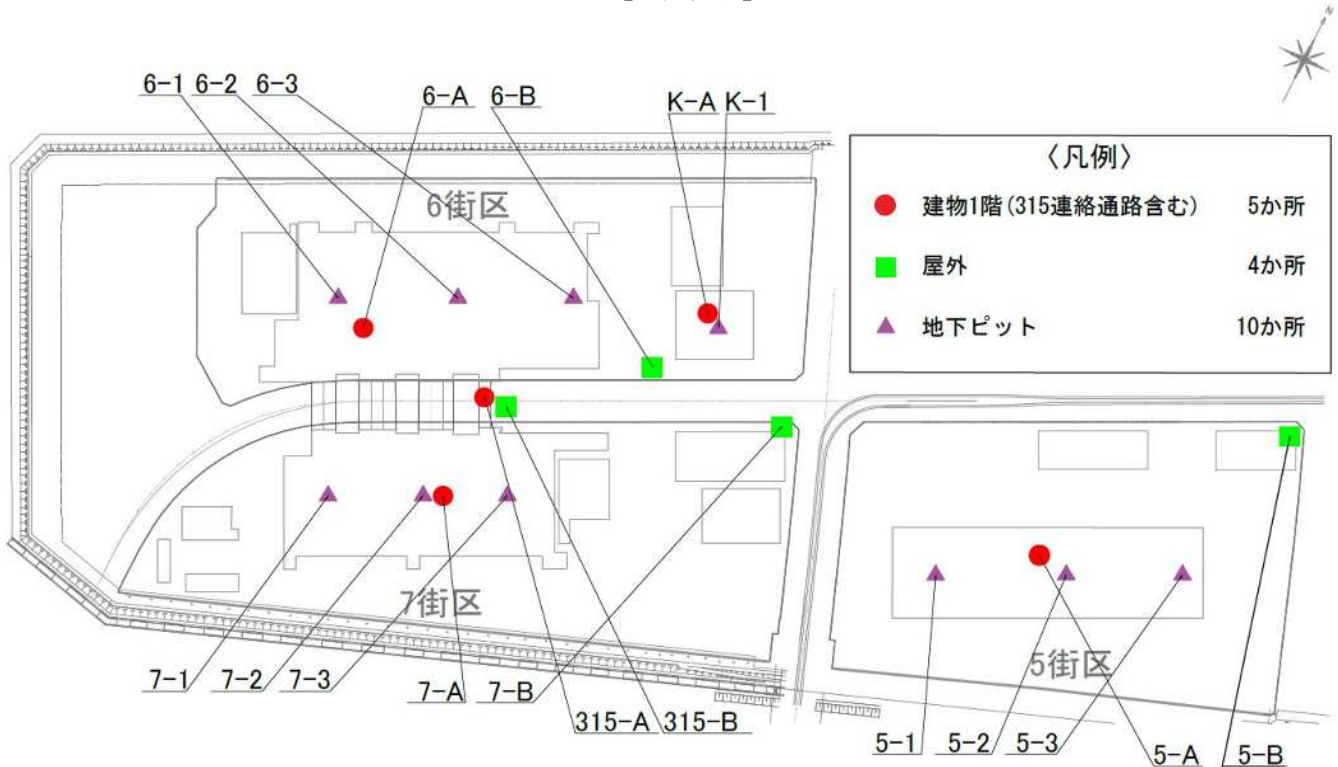 N
6-1 6-2 6-3 6-A 6-B K-A K-1
〈凡例〉
建物1階(315連絡通路含む) 5か所
屋外 4か所
地下ピット 10か所
6街区
7街区
5街区
7-1 7-2 7-3 7-A 7-B
315-A 315-B
5-1 5-2 5-3 5-A 5-B